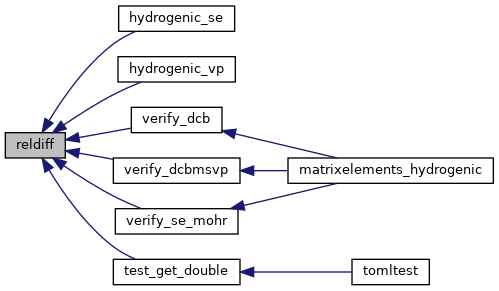 hydrogenic_se
hydrogenic_vp
verify_dcb
reldiff
verify_dcbmsvp
matrixelements_hydrogenic
verify_se_mohr
test_get_double
tomltest